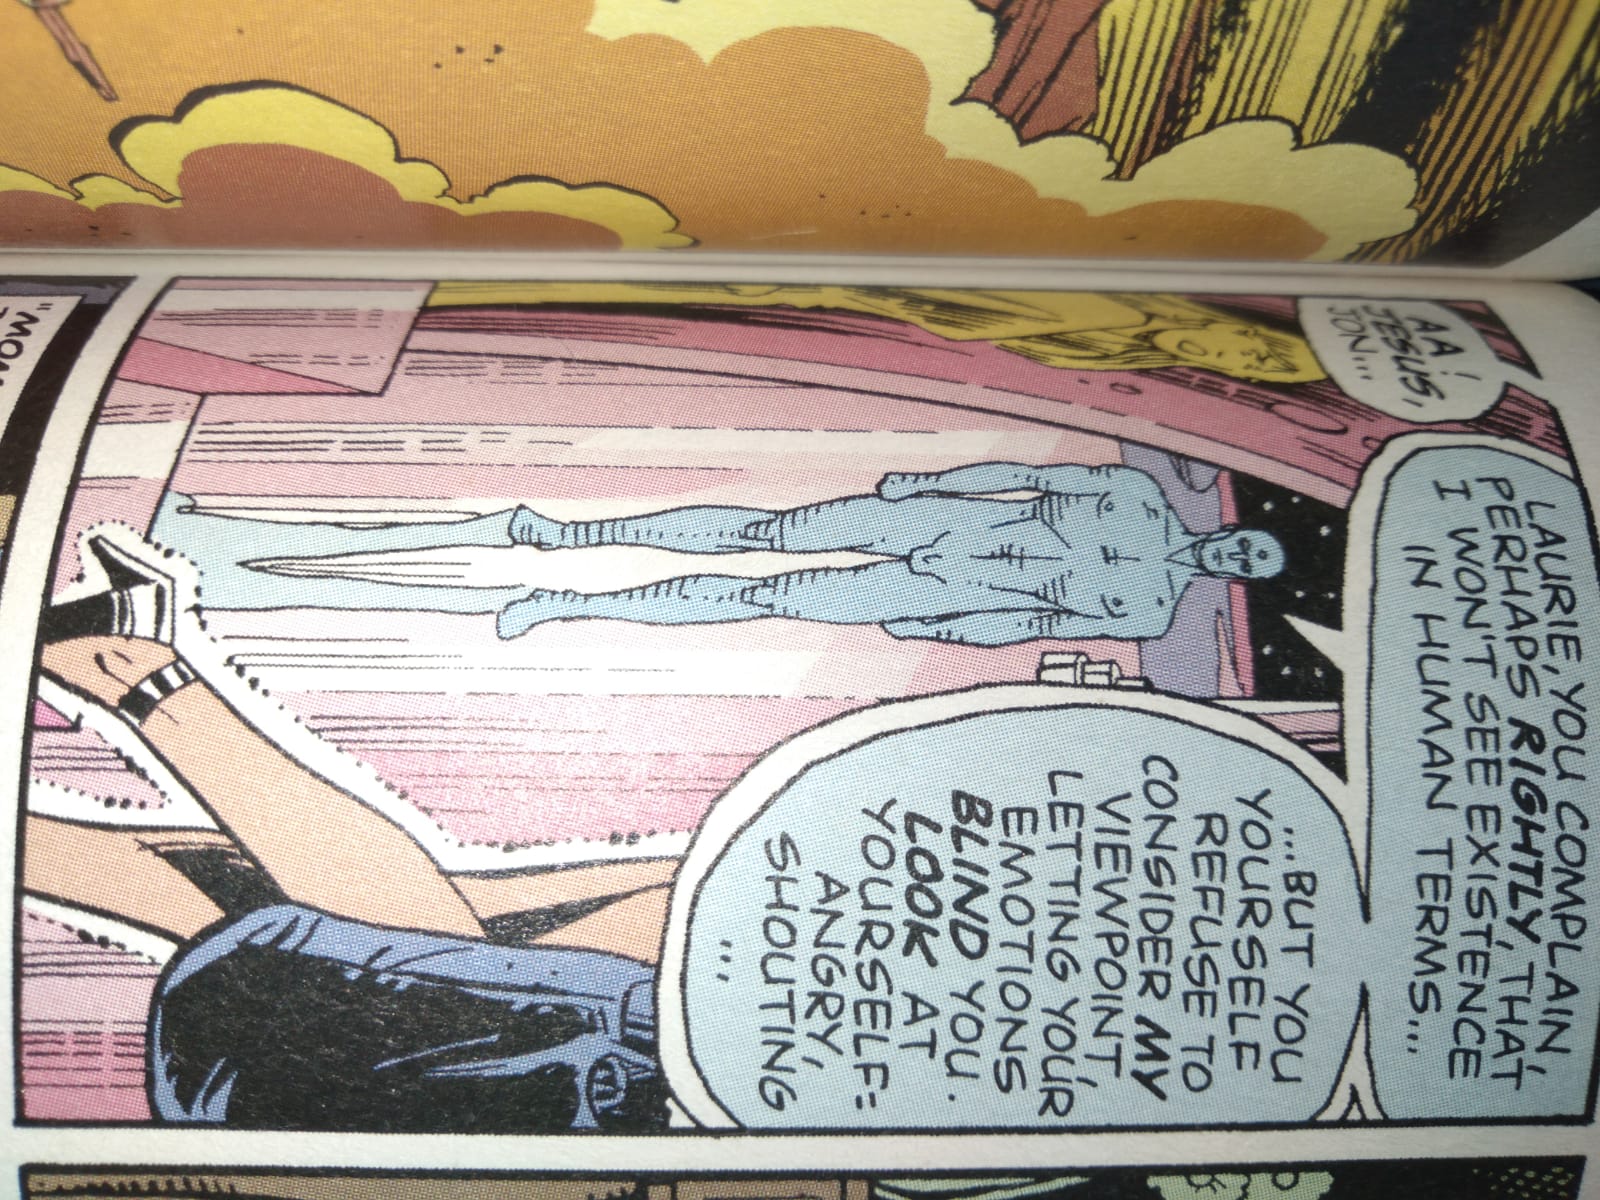 AA!
JESUS,
JON...
LAURIE, YOU COMPLAIN,
PERHAPS RIGHTLY, THAT
I WON'T SEE EXISTENCE
IN HUMAN TERMS...
...BUT YOU
YOURSELF
REFUSE TO
CONSIDER MY
VIEWPOINT,
LETTING YOUR
EMOTIONS
BLIND YOU.
LOOK AT
YOURSELF=
ANGRY,
SHOUTING
...